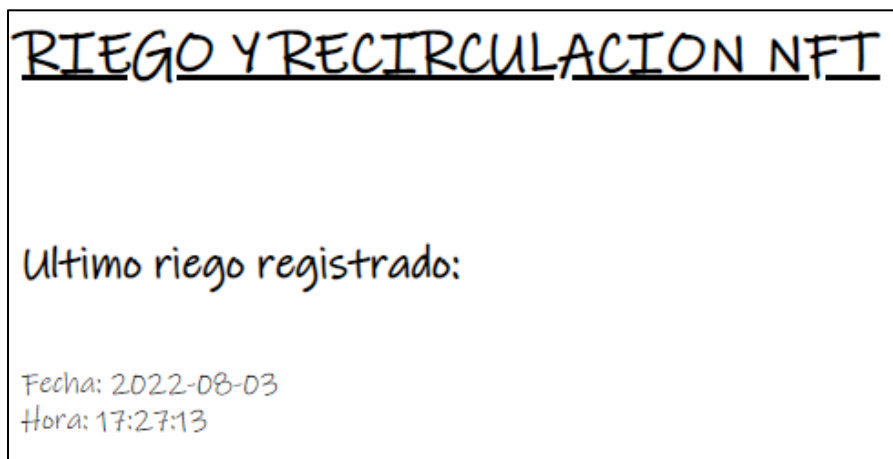 RIEGO Y RECIRCULACION NFT
Ultimo riego registrado:
Fecha: 2022-08-03
Hora: 17:27:13